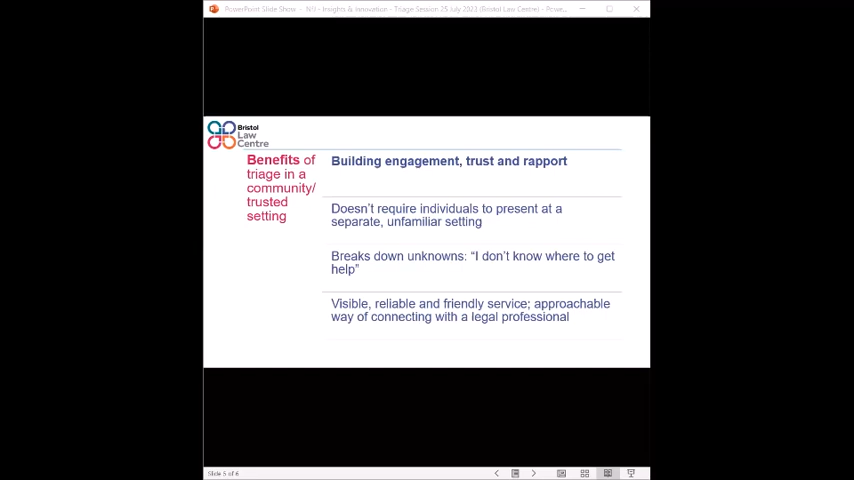 PowerPoint Slide Show - NIJ - Insights & Innovation - Triage Session 25 July 2023 (Bristol Law Centre) - Powe...
Bristol
Law
Centre
Benefits of
triage in a
community/
trusted
setting
Building engagement, trust and rapport
Doesn't require individuals to present at a
separate, unfamiliar setting
Breaks down unknowns: “I don't know where to get
help”
Visible, reliable and friendly service; approachable
way of connecting with a legal professional
Slide 5 of 6